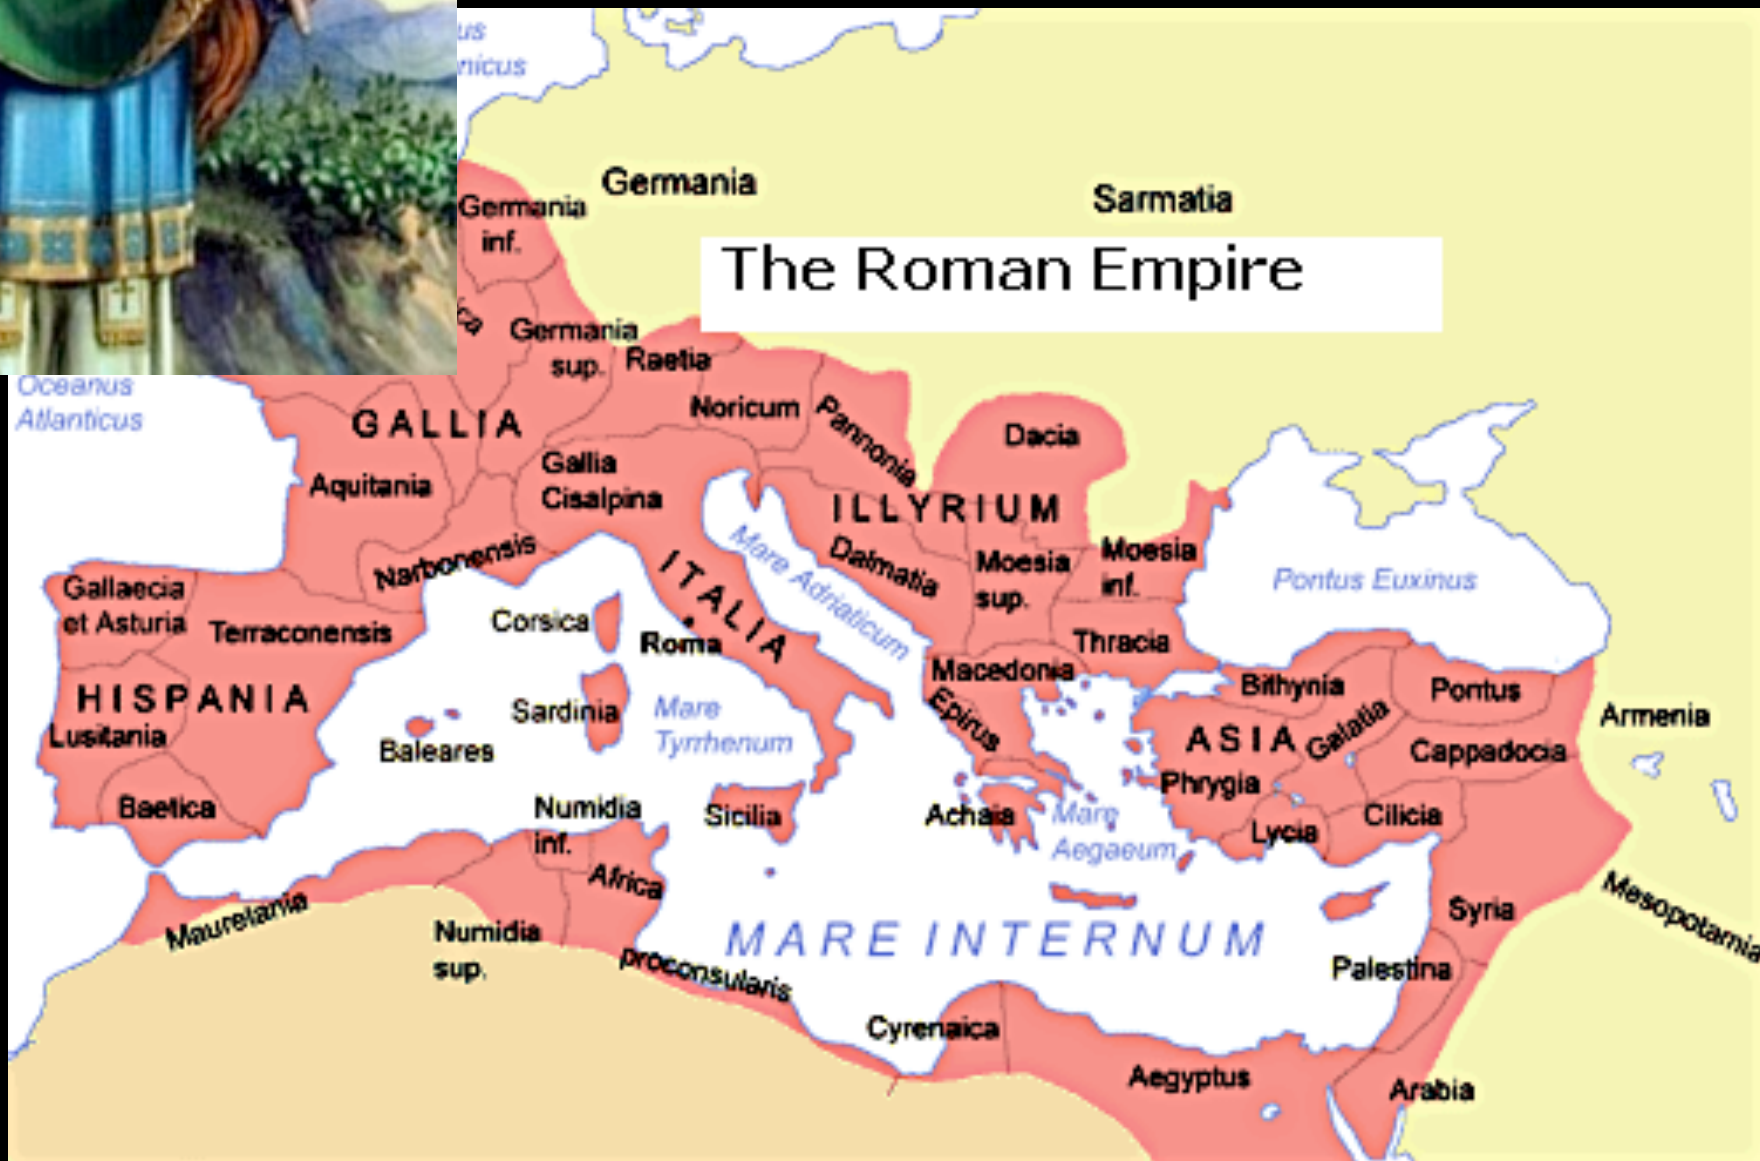 Germania
Sarmatia
Germania
inf.
The Roman Empire
Germania
sup.
Raetia
Oceanus
Atlanticus
GALLIA
Noricum
Pannonia
Dacia
Gallia
Cisalpina
Aquitania
ILLYRIUM
Narbonensis
Mare Adriaticum
Dalmatia
Moesia
sup.
Moesia
inf.
Pontus Euxinus
Gallaecia
et Asturia
Terraconensis
Corsica
ITALIA
Roma
Thracia
Macedonia
HISPANIA
Lusitania
Sardinia
Mare
Tyrrhenum
Baleares
Epirus
Bithynia
Galatia
Pontus
Armenia
ASIA
Cappadocia
Phrygia
Baetica
Numidia
inf.
Sicilia
Achaia
Mare
Aegaeum
Lycia
Cilicia
Africa
Mauretania
Numidia
sup.
proconsularis
MARE INTERNUM
Syria
Mesopotamia
Palestina
Cyrenaica
Aegyptus
Arabia